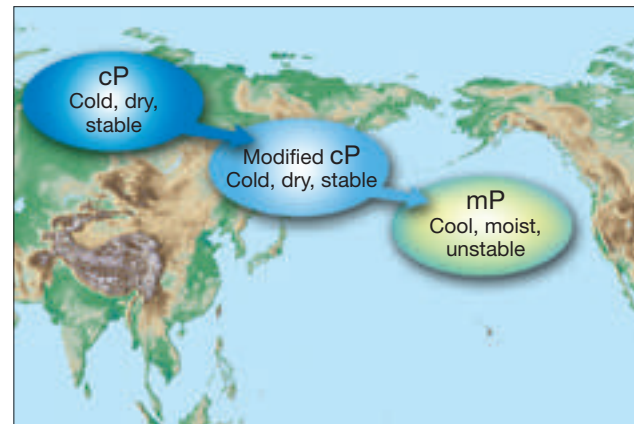 cP
Cold, dry,
stable
Modified cP
Cold, dry, stable
mP
Cool, moist,
unstable